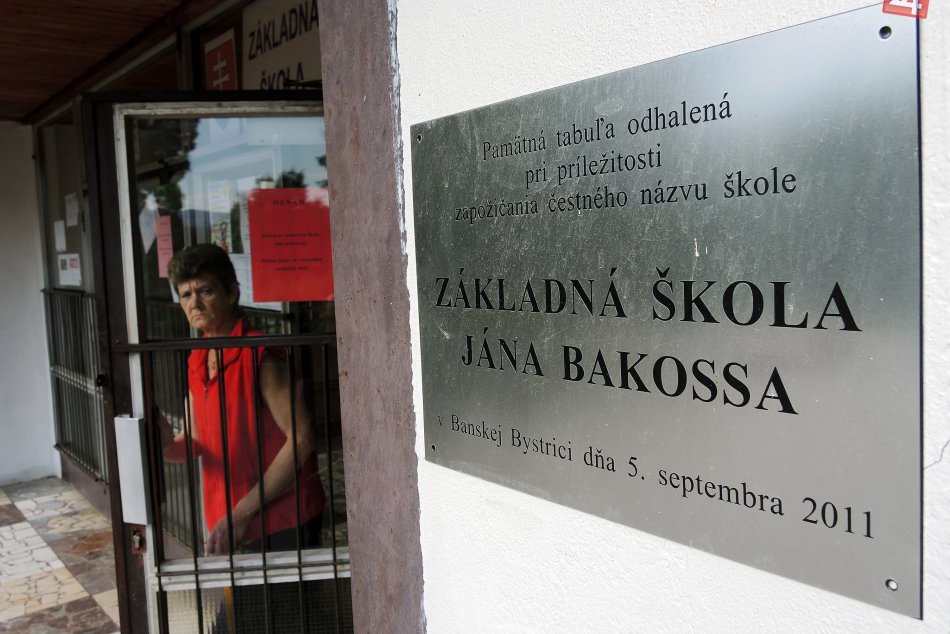 ZÁKLADNÁ
ŠKOLA
OZNAM
Pamätná tabuľa odhalená
pri príležitosti
zapožičania čestného názvu škole
ZÁKLADNÁ ŠKOLA
JÁNA BAKOSSA
v Banskej Bystrici dňa 5. septembra 2011